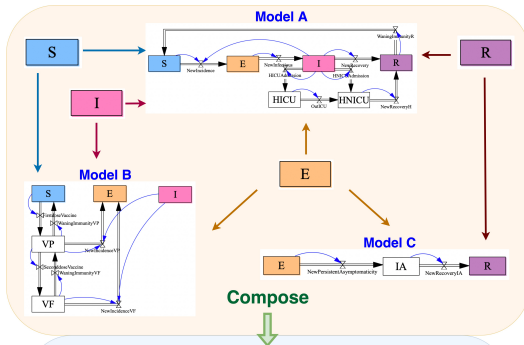 Model A
S
WaningImmunityR
R
S
E
I
R
NewIncidence
NewInfectious
NewRecovery
HICUAdmission
HNICUAdmission
I
HICU
HNICU
OutICU
NewRecoveryH
Model B
E
S
E
I
FirstdoseVaccine
WaningImmunityVP
VP
NewIncidenceVP
SeconddoseVaccine
WaningImmunityVF
VF
NewIncidenceVF
Model C
E
IA
R
NewPersistentAsymptomaticity
NewRecoveryIA
Compose